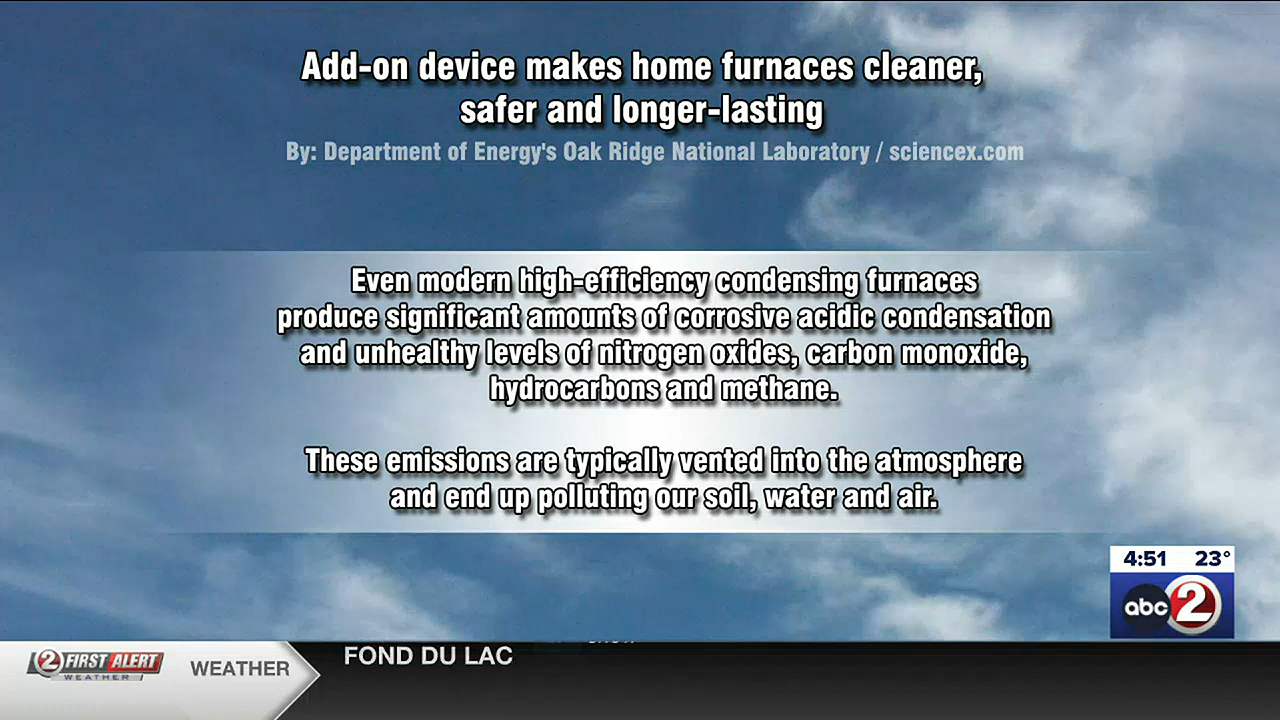 Add-on device makes home furnaces cleaner,
safer and longer-lasting
By: Department of Energy's Oak Ridge National Laboratory / sciencex.com
Even modern high-efficiency condensing furnaces
produce significant amounts of corrosive acidic condensation
and unhealthy levels of nitrogen oxides, carbon monoxide,
hydrocarbons and methane.
These emissions are typically vented into the atmosphere
and end up polluting our soil, water and air.
4:51 23°
abc 2
2 FIRST ALERT
WEATHER
WEATHER
FOND DU LAC